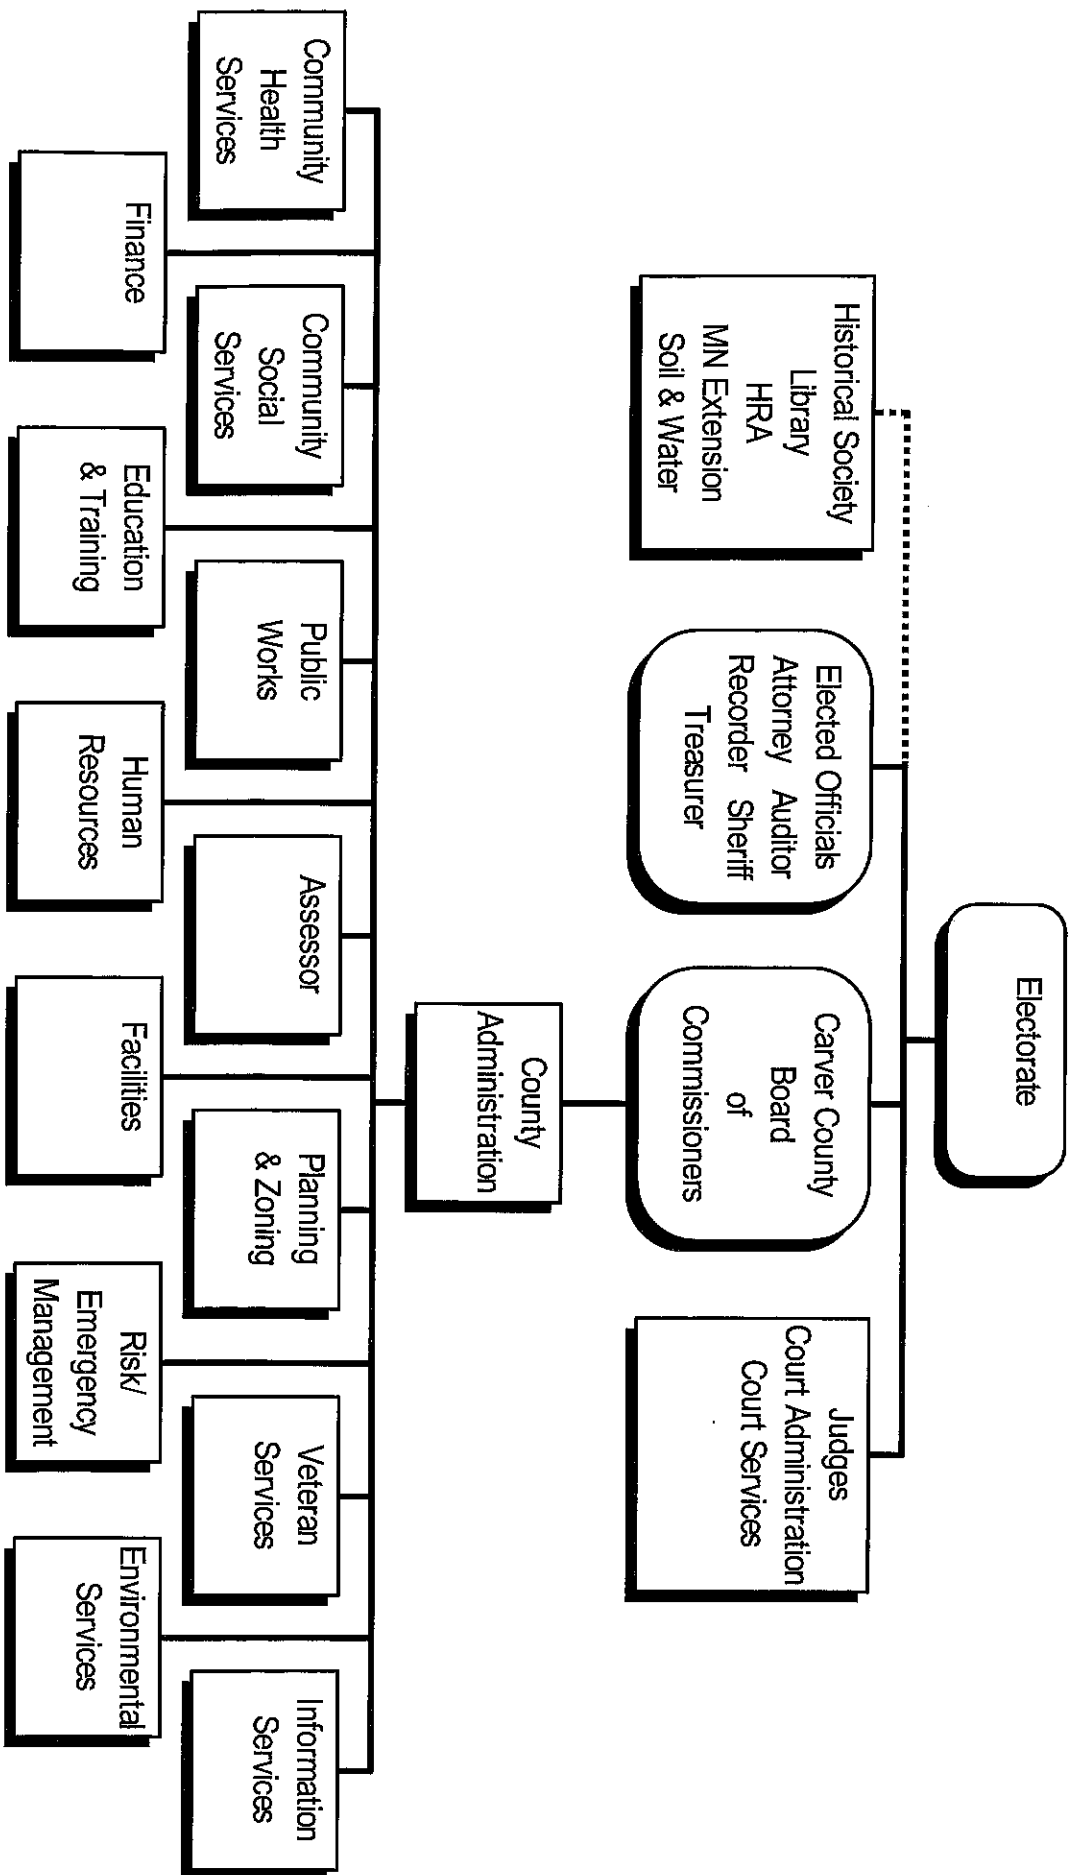 Electorate
Historical Society
Library
HRA
MN Extension
Soil & Water
Elected Officials
Attorney Auditor
Recorder Sheriff
Treasurer
Carver County
Board
of
Commissioners
Judges
Court Administration
Court Services
County
Administration
Community
Health
Services
Community
Social
Services
Public
Works
Assessor
Planning
& Zoning
Veteran
Services
Information
Services
Finance
Education
& Training
Human
Resources
Facilities
Risk/
Emergency
Management
Environmental
Services